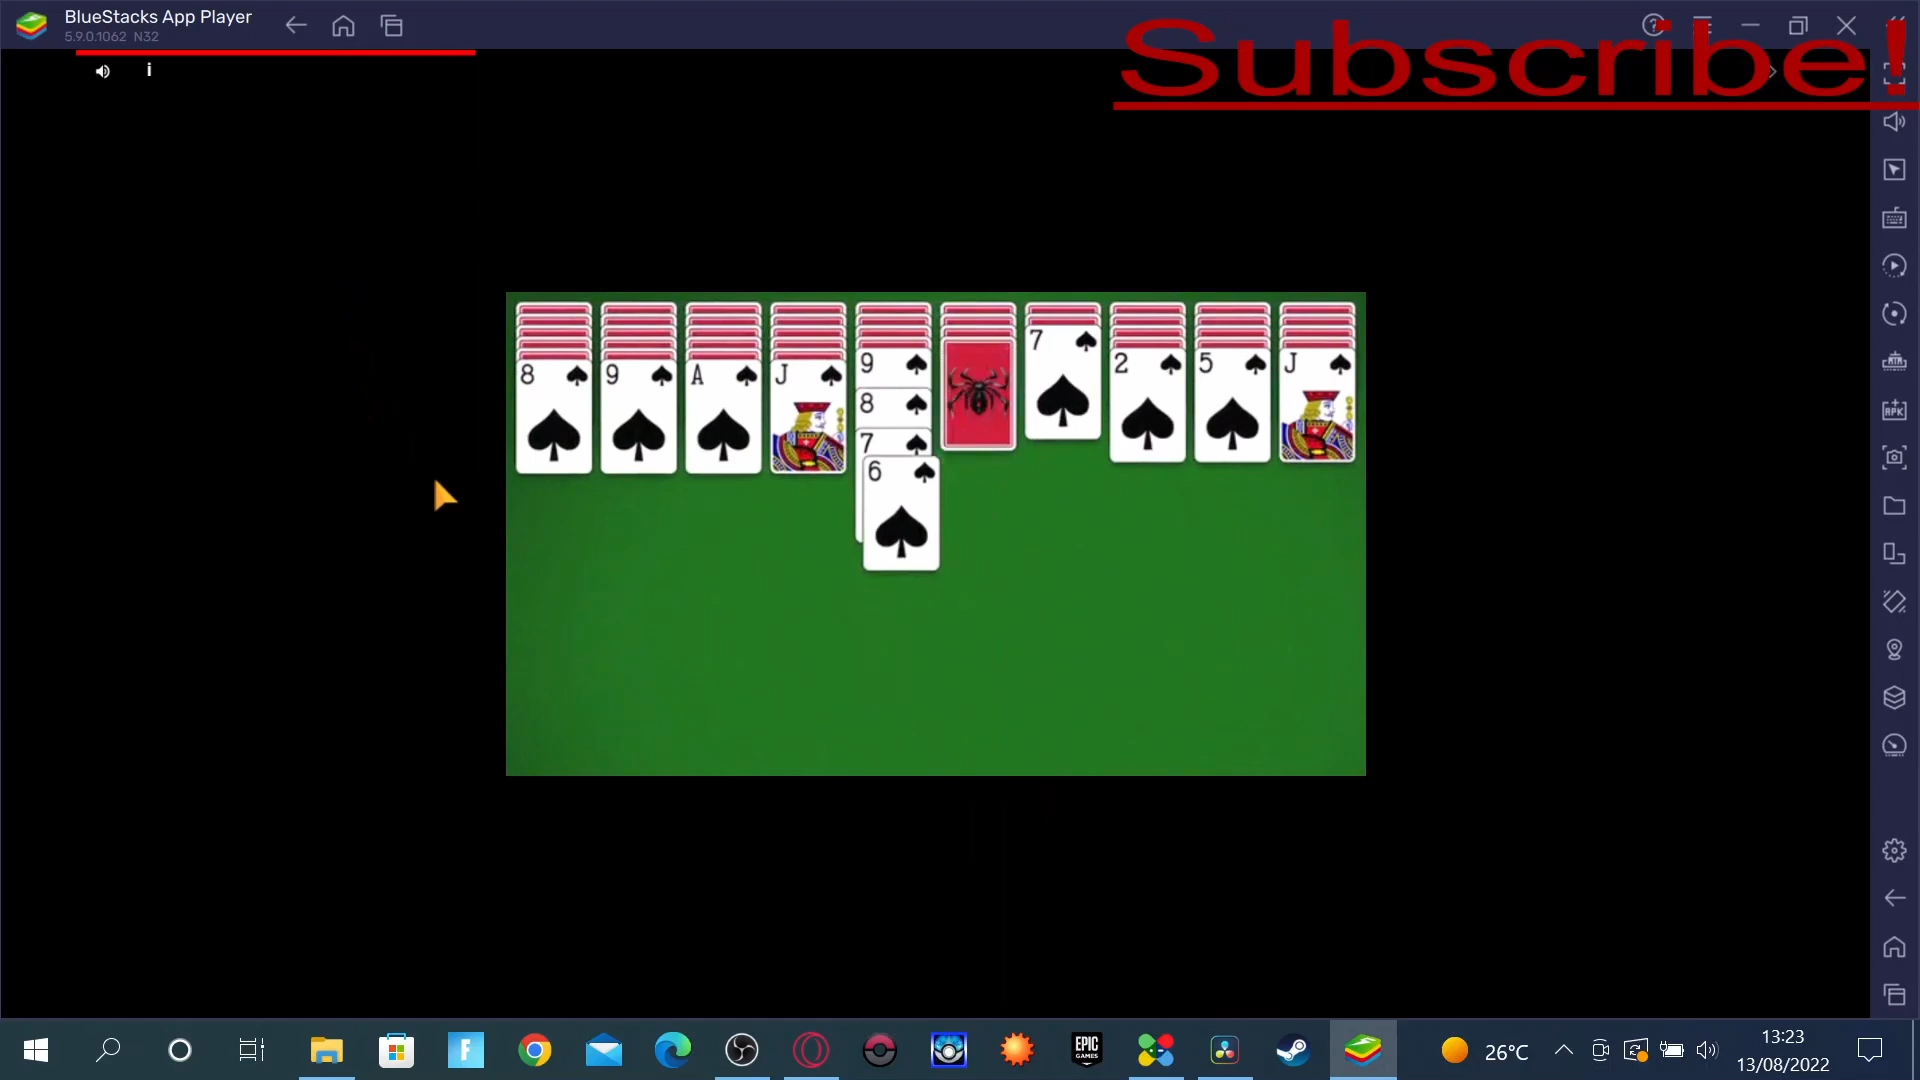 BlueStacks App Player
5.9.0.1062 N32
Subscribe!
i
8
9
A
J
9
8
7
6
7
2
5
J
APK
F
EPIC
GAMES
26°C
13:23
13/08/2022